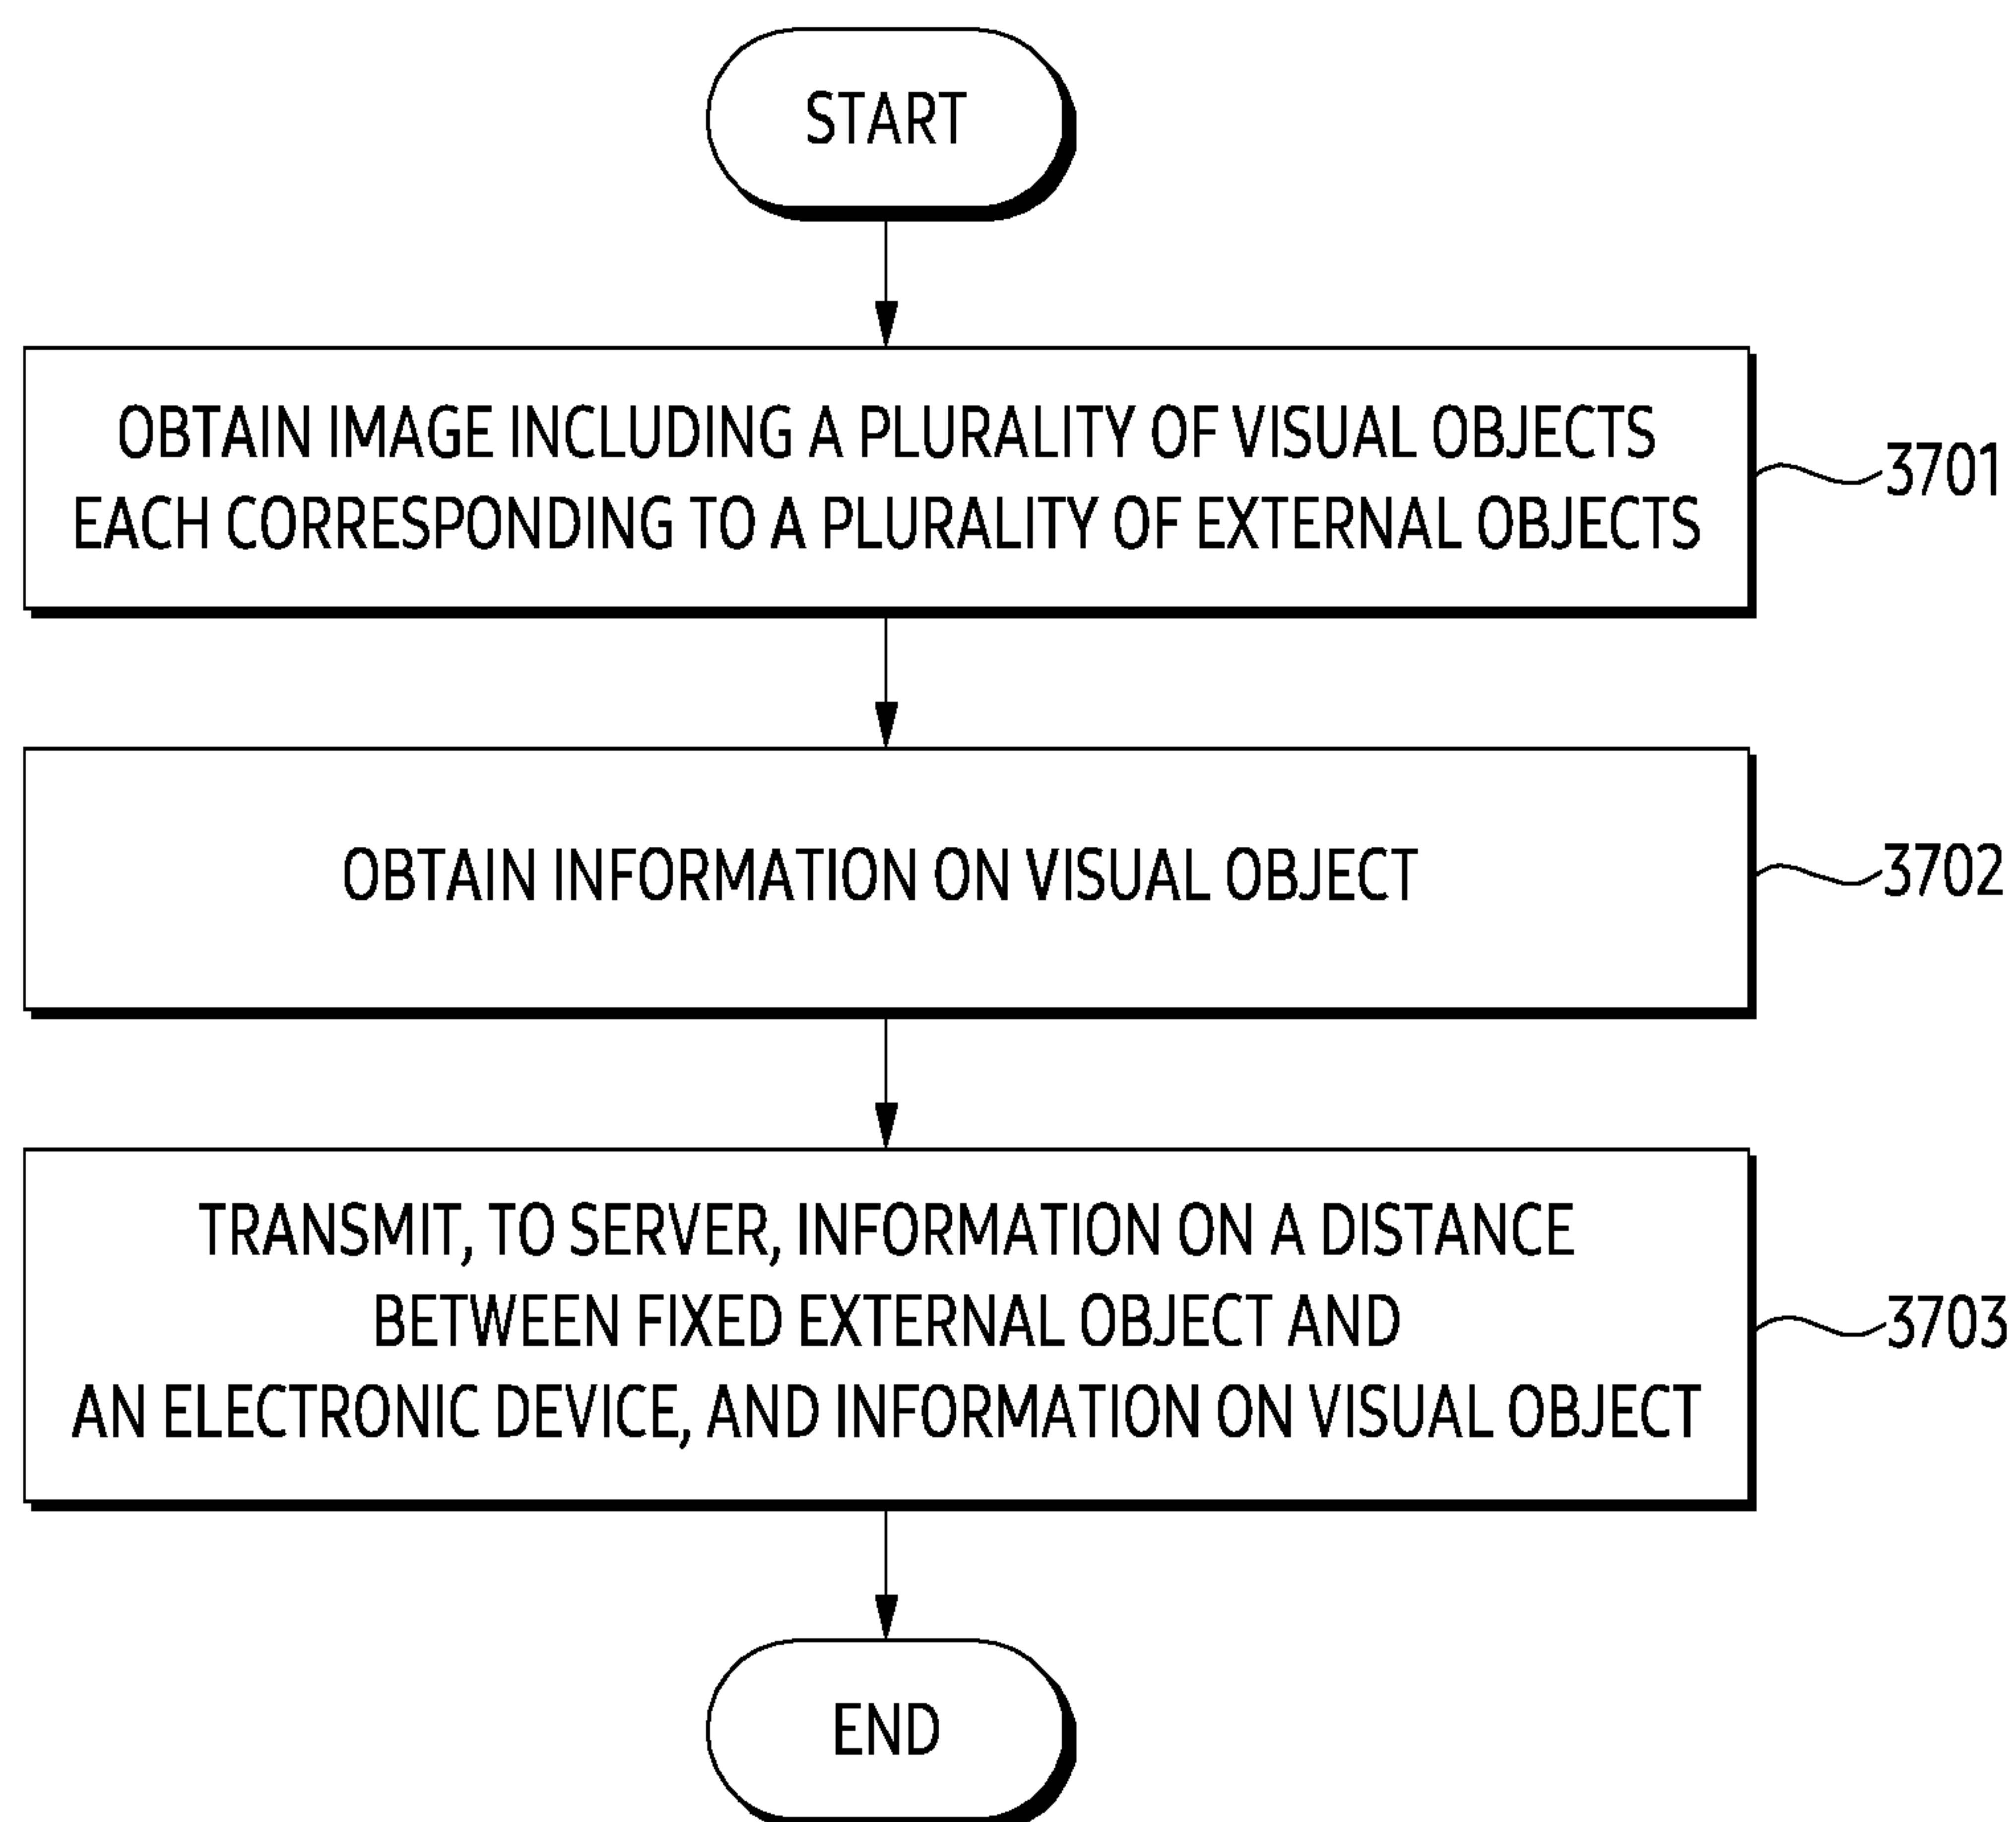 START
OBTAIN IMAGE INCLUDING A PLURALITY OF VISUAL OBJECTS
EACH CORRESPONDING TO A PLURALITY OF EXTERNAL OBJECTS
3701
OBTAIN INFORMATION ON VISUAL OBJECT
3702
TRANSMIT, TO SERVER, INFORMATION ON A DISTANCE
BETWEEN FIXED EXTERNAL OBJECT AND
AN ELECTRONIC DEVICE, AND INFORMATION ON VISUAL OBJECT
3703
END